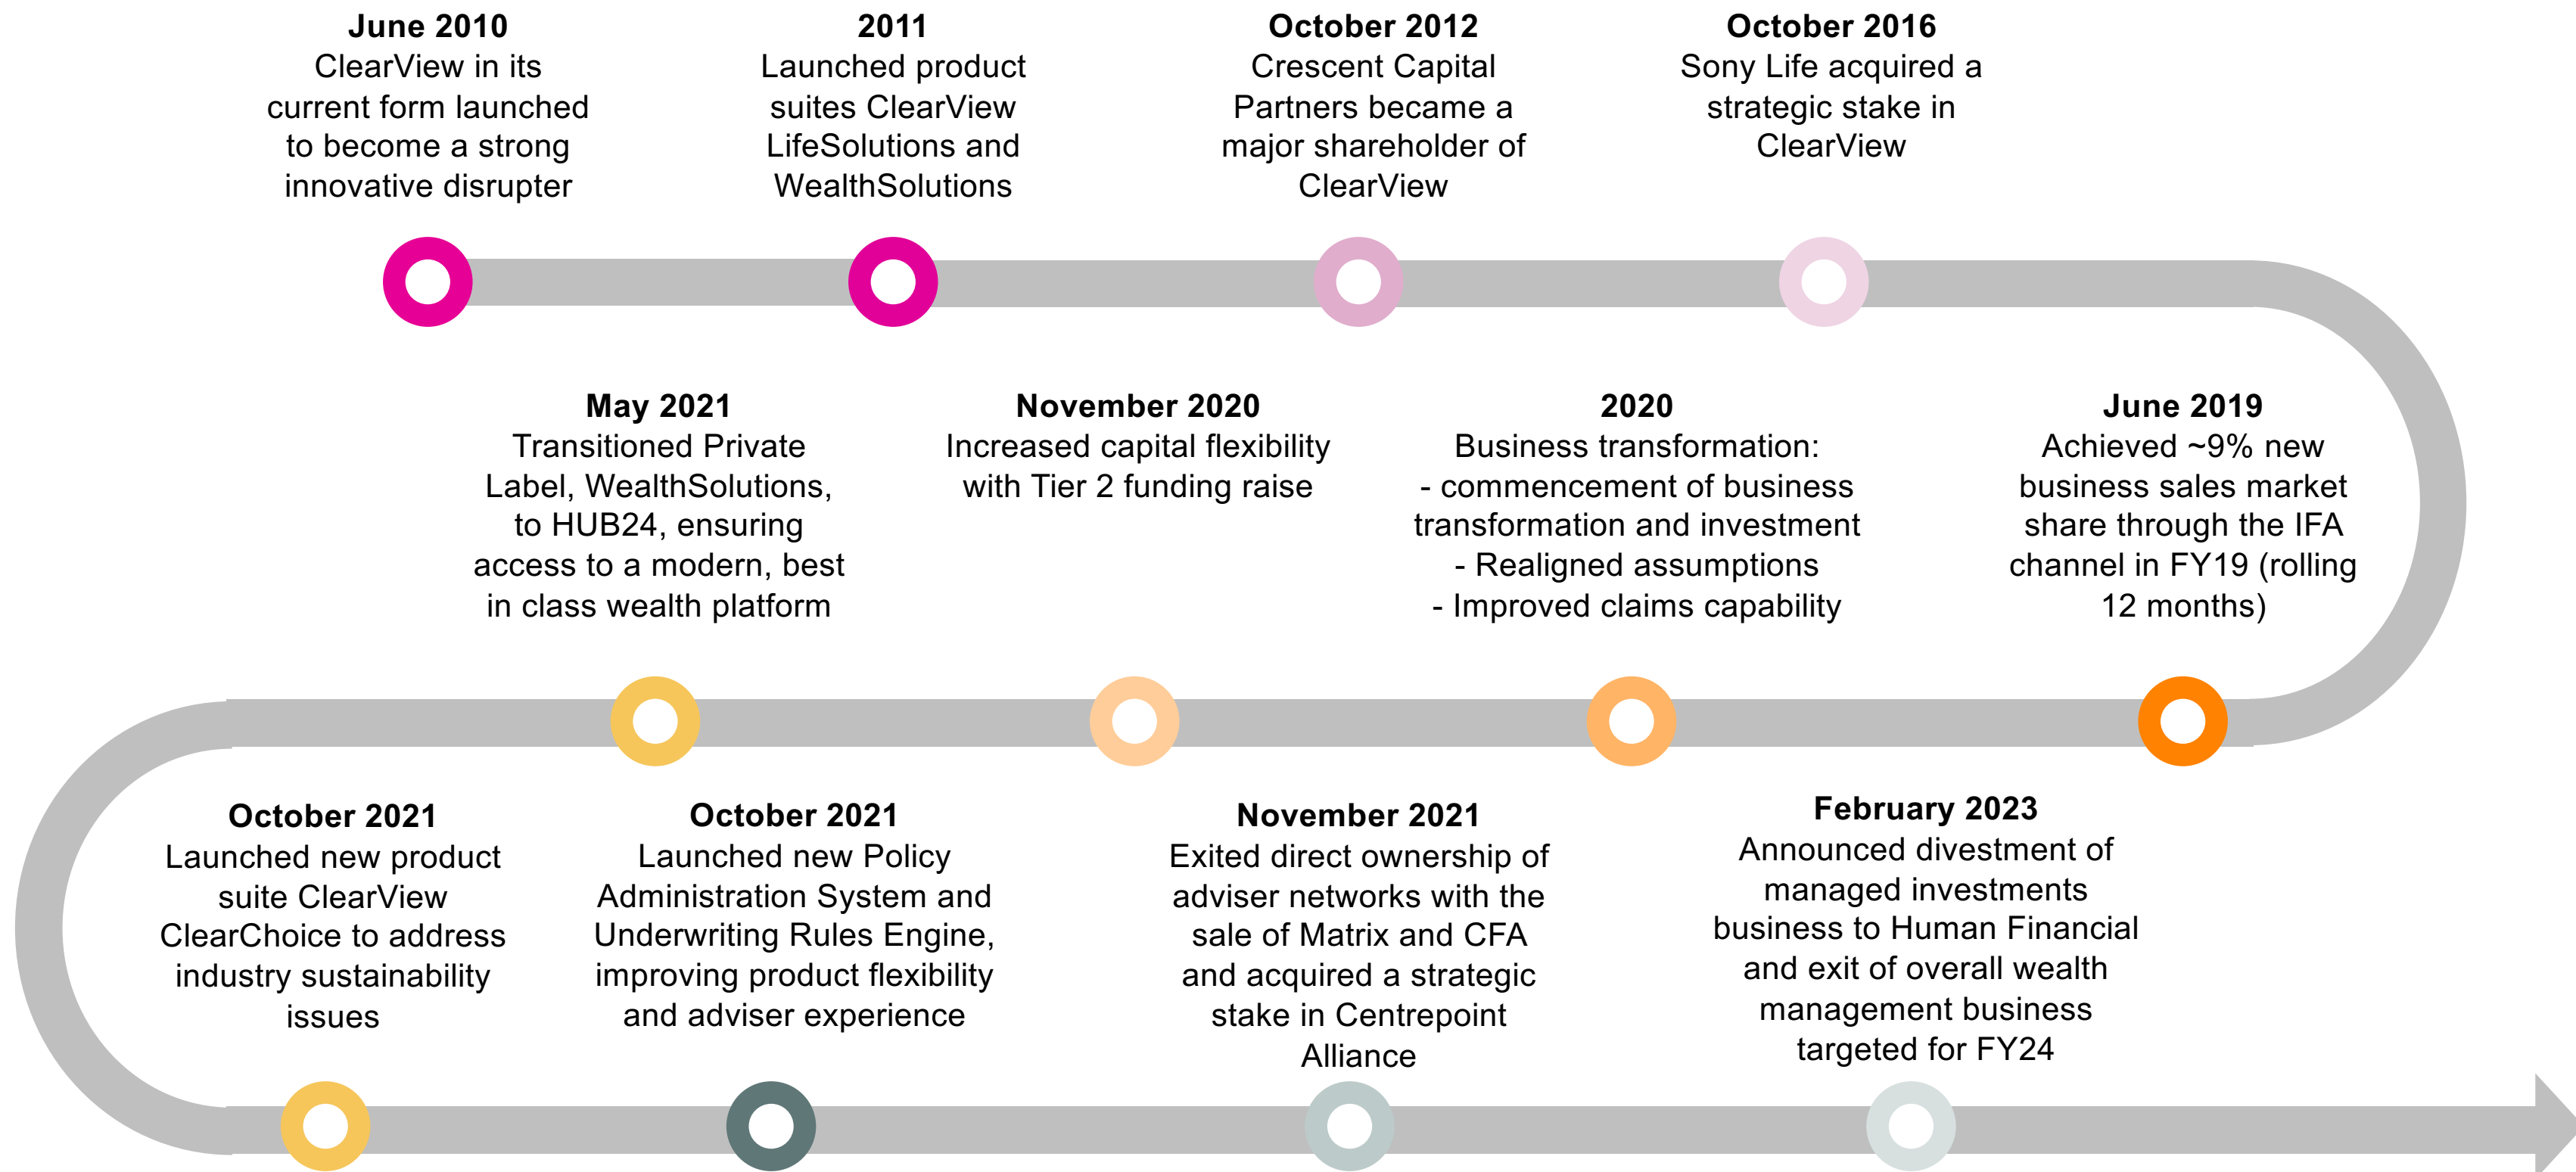 June 2010
ClearView in its
current form launched
to become a strong
innovative disrupter
2011
Launched product
suites ClearView
LifeSolutions and
WealthSolutions
October 2012
Crescent Capital
Partners became a
major shareholder of
ClearView
October 2016
Sony Life acquired a
strategic stake in
ClearView
June 2019
Achieved ~9% new
business sales market
share through the IFA
channel in FY19 (rolling
12 months)
2020
Business transformation:
- commencement of business
transformation and investment
- Realigned assumptions
- Improved claims capability
November 2020
Increased capital flexibility
with Tier 2 funding raise
May 2021
Transitioned Private
Label, WealthSolutions,
to HUB24, ensuring
access to a modern, best
in class wealth platform
October 2021
Launched new product
suite ClearView
ClearChoice to address
industry sustainability
issues
October 2021
Launched new Policy
Administration System and
Underwriting Rules Engine,
improving product flexibility
and adviser experience
November 2021
Exited direct ownership of
adviser networks with the
sale of Matrix and CFA
and acquired a strategic
stake in Centrepoint
Alliance
February 2023
Announced divestment of
managed investments
business to Human Financial
and exit of overall wealth
management business
targeted for FY24